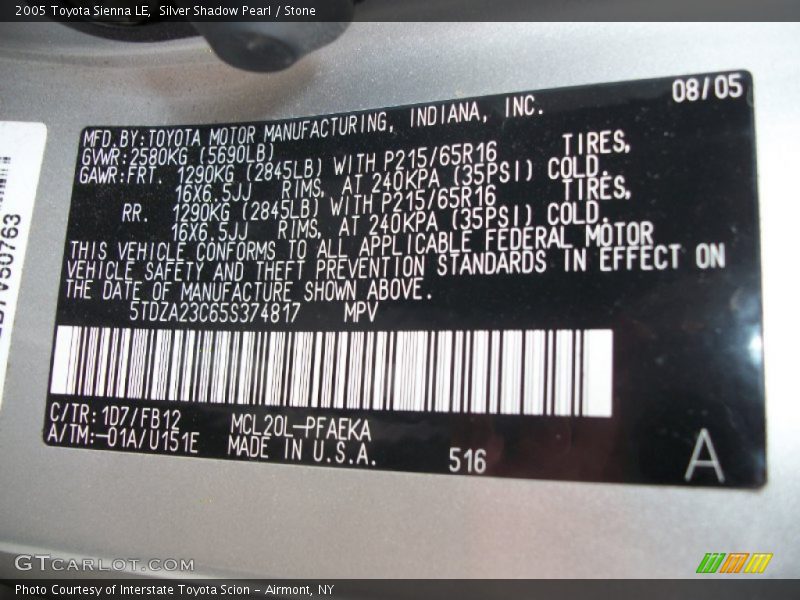 2005 Toyota Sienna LE, Silver Shadow Pearl / Stone
08/05
MFD.BY:TOYOTA MOTOR MANUFACTURING, INDIANA, INC.
GVWR:2580KG (5690LB)
GAWR:FRT. 1290KG (2845LB) WITH P215/65R16 TIRES,
16X6.5JJ RIMS, AT 240KPA (35PSI) COLD.
RR. 1290KG (2845LB) WITH P215/65R16 TIRES,
16X6.5JJ RIMS, AT 240KPA (35PSI) COLD.
THIS VEHICLE CONFORMS TO ALL APPLICABLE FEDERAL MOTOR
VEHICLE SAFETY AND THEFT PREVENTION STANDARDS IN EFFECT ON
THE DATE OF MANUFACTURE SHOWN ABOVE.
5TDZA23C65S374817 MPV
C/TR:1D7/FB12 MCL20L-PFAEKA
A/TM:-01A/U151E MADE IN U.S.A. 516
A
GTCARLOT.COM
Photo Courtesy of Interstate Toyota Scion - Airmont, NY